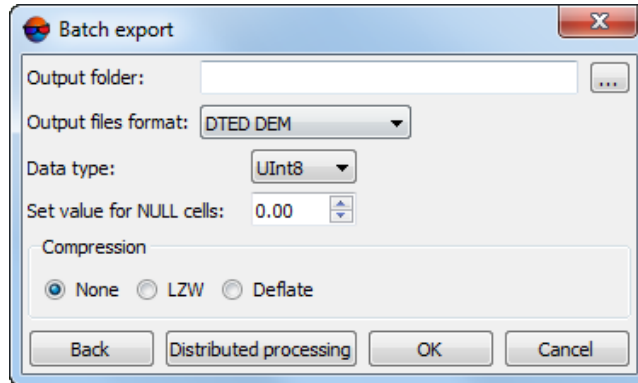 Batch export
Output folder:
...
Output files format: DTED DEM
Data type: UInt8
Set value for NULL cells: 0.00
Compression
None LZW Deflate
Back Distributed processing OK Cancel